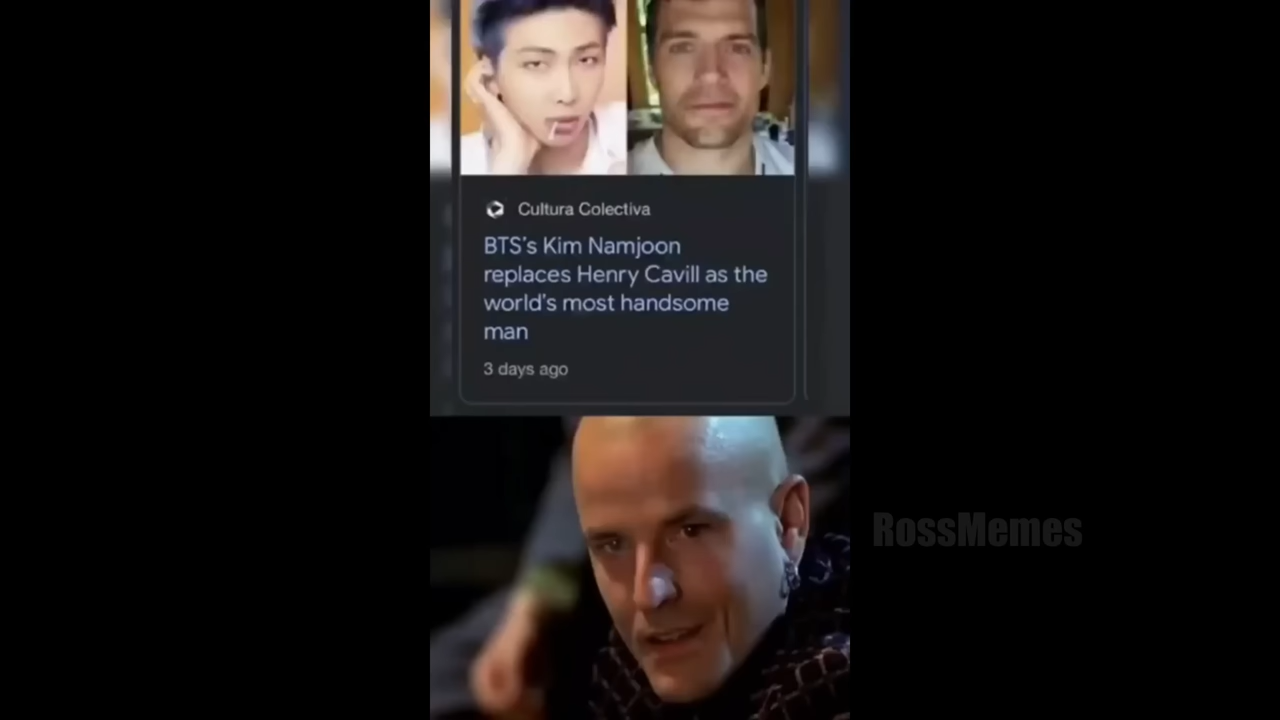 Cultura Colectiva
BTS's Kim Namjoon
replaces Henry Cavill as the
world's most handsome
man
3 days ago
RossMemes